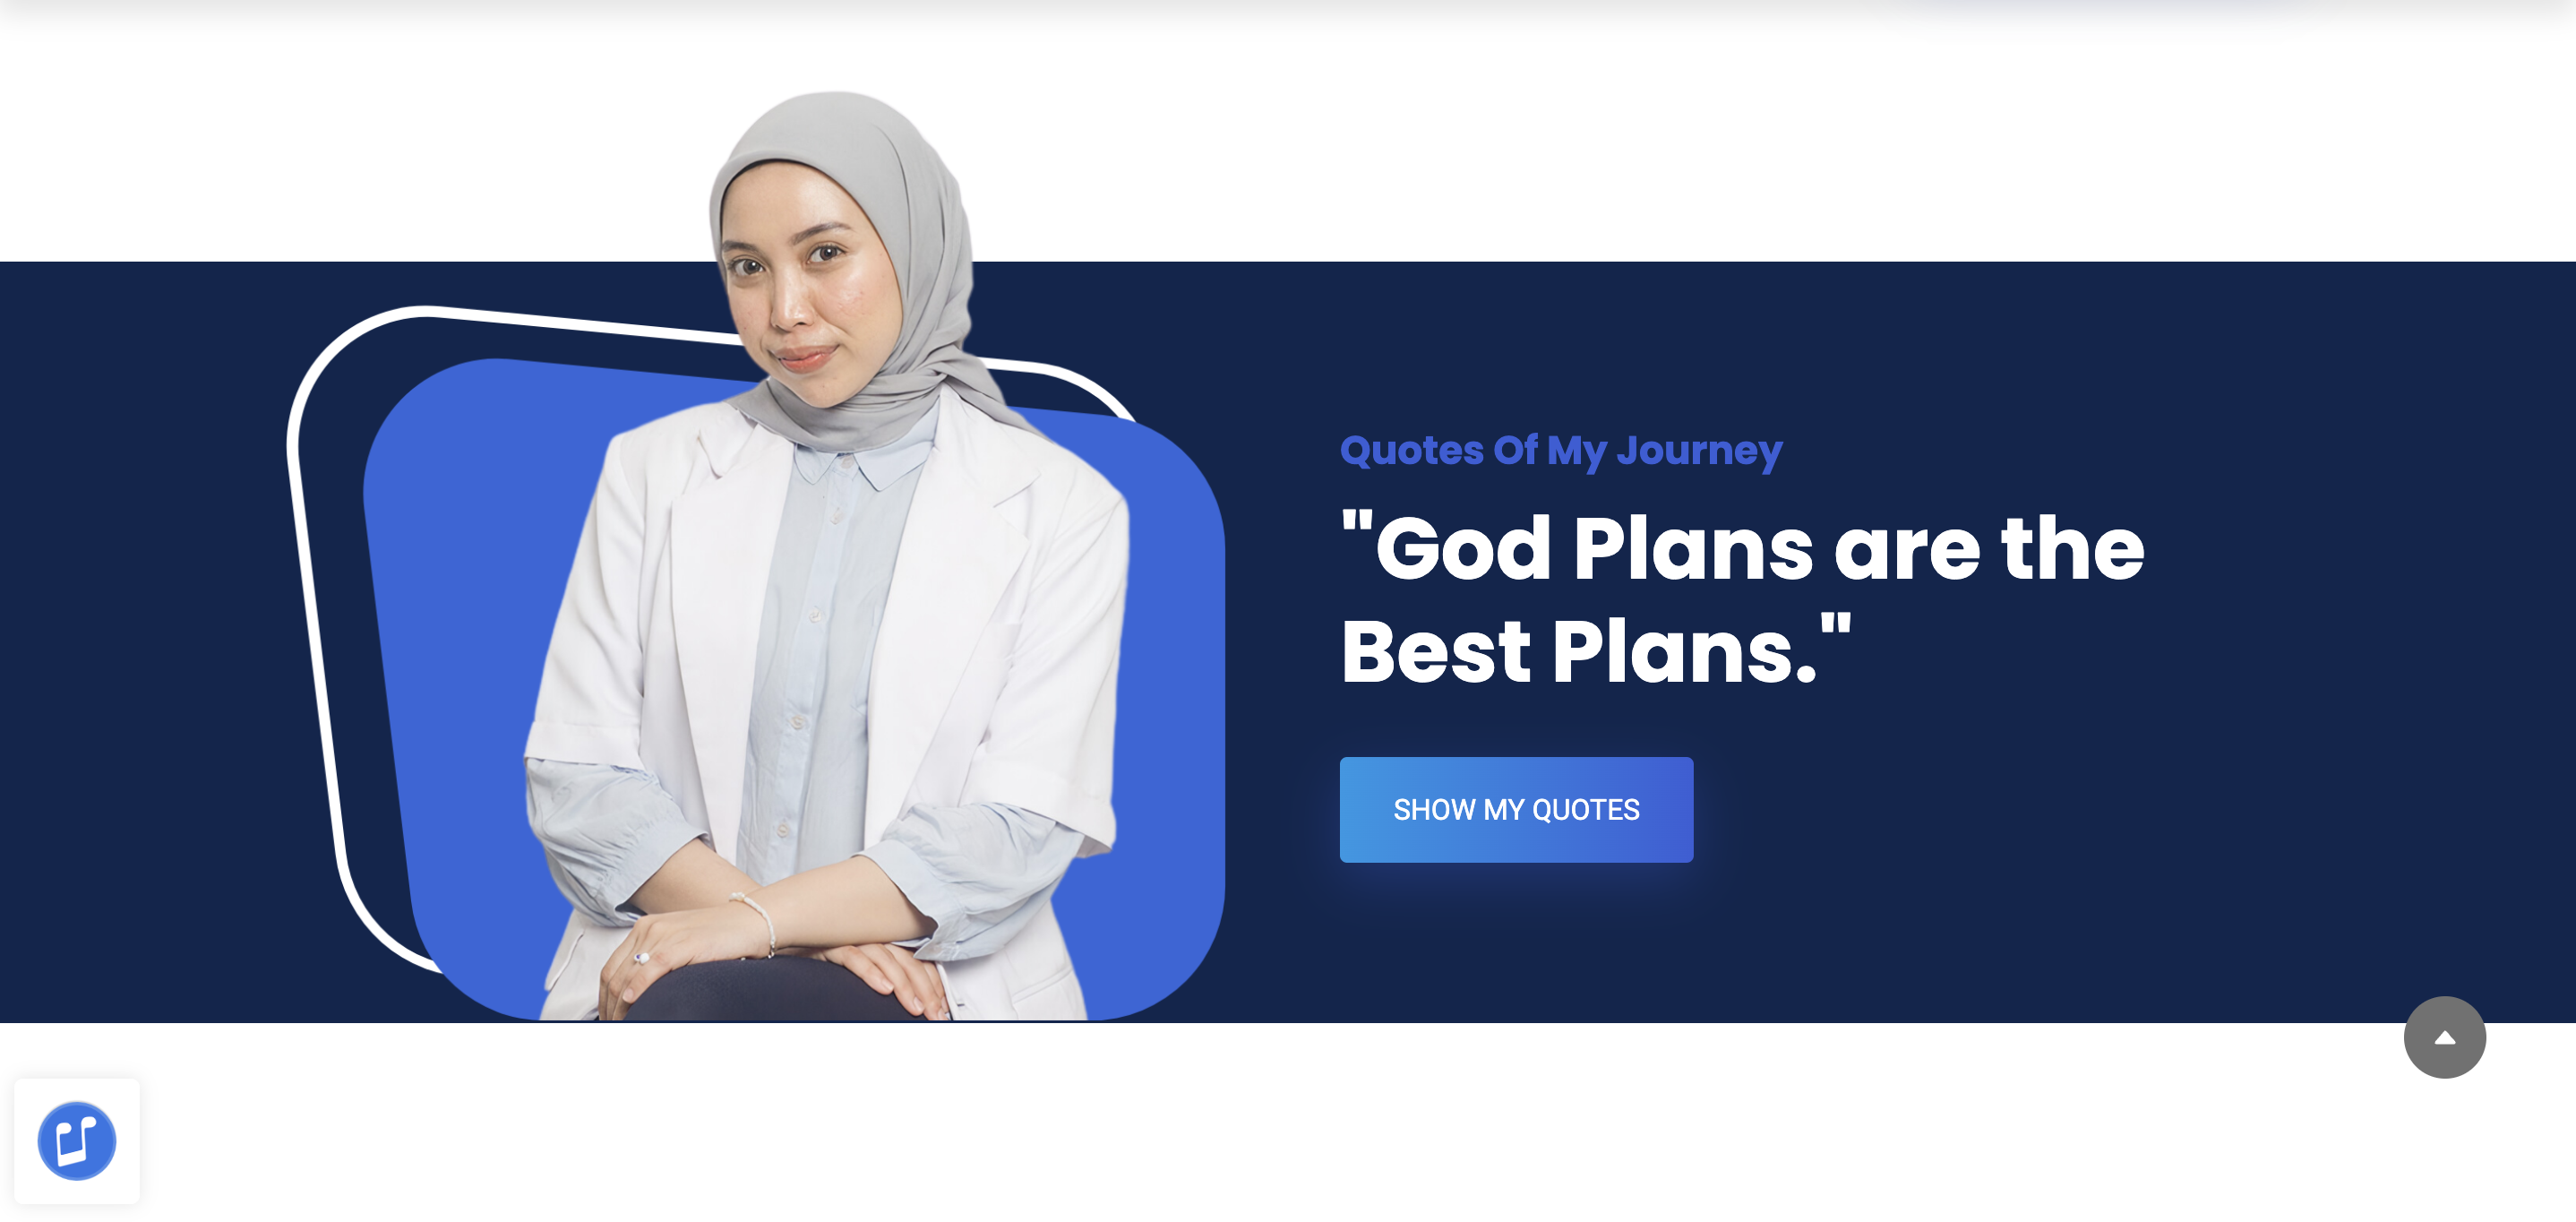 Quotes Of My Journey
"God Plans are the
Best Plans."
SHOW MY QUOTES